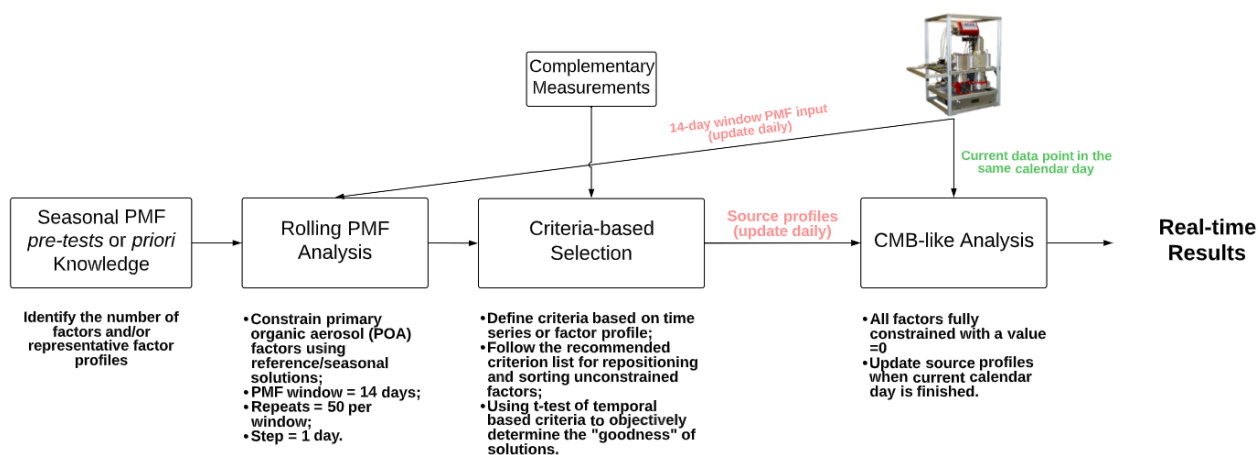 Complementary
Measurements
14-day window PMF input
(update daily)
Current data point in the
same calendar day
Seasonal PMF
pre-tests or priori
Knowledge
Rolling PMF
Analysis
Criteria-based
Selection
Source profiles
(update daily)
CMB-like Analysis
Real-time
Results
Identify the number of
factors and/or
representative factor
profiles
•Constrain primary
organic aerosol (POA)
factors using
reference/seasonal
solutions;
•PMF window = 14 days;
•Repeats = 50 per
window;
•Step = 1 day.
•Define criteria based on time
series or factor profile;
•Follow the recommended
criterion list for repositioning
and sorting unconstrained
factors;
•Using t-test of temporal
based criteria to objectively
determine the "goodness" of
solutions.
•All factors fully
constrained with a value
=0
•Update source profiles
when current calendar
day is finished.